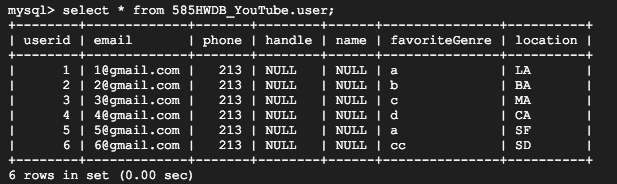 mysql> select * from 585HWDB_YouTube.user;
+--------+-------------+-------+--------+------+---------------+----------+
| userid | email       | phone | handle | name | favoriteGenre | location |
+--------+-------------+-------+--------+------+---------------+----------+
|      1 | 1@gmail.com |   213 | NULL   | NULL | a             | LA       |
|      2 | 2@gmail.com |   213 | NULL   | NULL | b             | BA       |
|      3 | 3@gmail.com |   213 | NULL   | NULL | c             | MA       |
|      4 | 4@gmail.com |   213 | NULL   | NULL | d             | CA       |
|      5 | 5@gmail.com |   213 | NULL   | NULL | a             | SF       |
|      6 | 6@gmail.com |   213 | NULL   | NULL | cc            | SD       |
+--------+-------------+-------+--------+------+---------------+----------+
6 rows in set (0.00 sec)